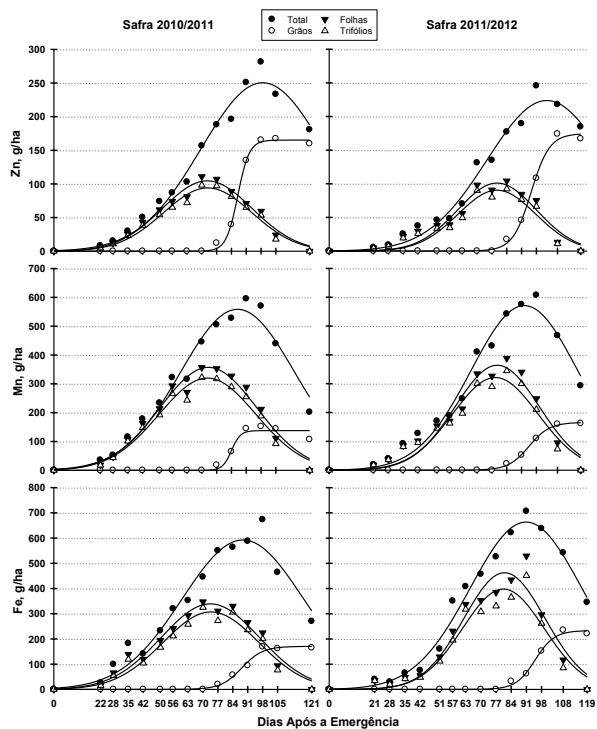 Safra 2010/2011
Total
Folhas
Grãos
Trifólios
Safra 2011/2012
Zn, g/ha
300
250
200
150
100
50
0
Mn, g/ha
700
600
500
400
300
200
100
0
Fe, g/ha
800
700
600
500
400
300
200
100
0
0 22 28 35 42 50 56 63 70 77 84 91 98 105 121
0 21 29 35 42 51 57 63 70 77 84 91 98 108 119
Dias Após a Emergência